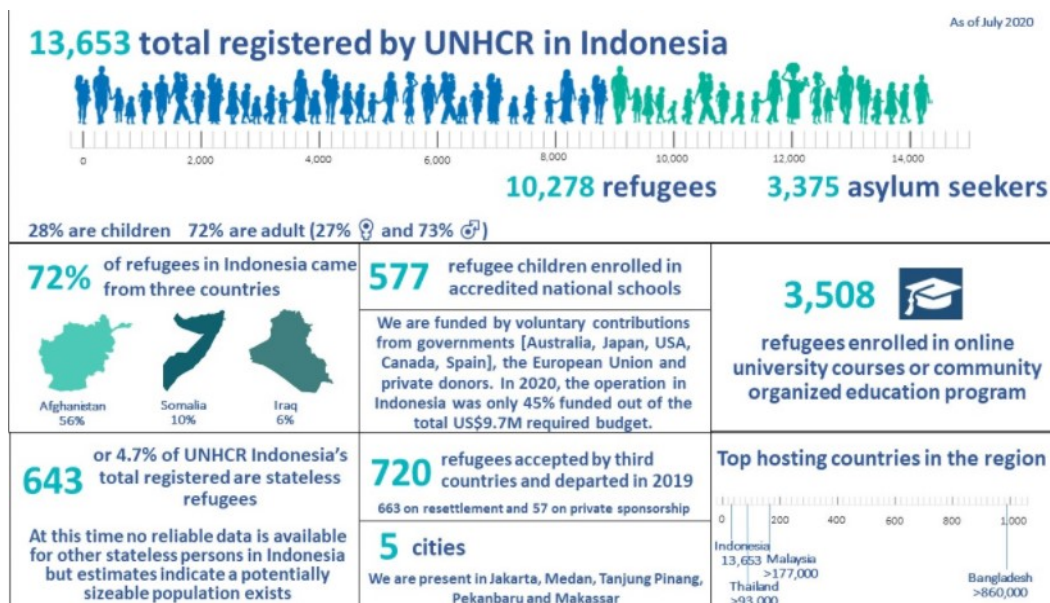 As of July 2020
13,653 total registered by UNHCR in Indonesia
0 2,000 4,000 6,000 8,000 10,000 12,000 14,000
10,278 refugees 3,375 asylum seekers
28% are children 72% are adult (27% and 73% )
72% of refugees in Indonesia came
from three countries
Afghanistan
56%
Somalia
10%
Iraq
6%
577 refugee children enrolled in
accredited national schools
We are funded by voluntary contributions
from governments [Australia, Japan, USA,
Canada, Spain], the European Union and
private donors. In 2020, the operation in
Indonesia was only 45% funded out of the
total US$9.7M required budget.
3,508
refugees enrolled in online
university courses or community
organized education program
643 or 4.7% of UNHCR Indonesia's
total registered are stateless
refugees
At this time no reliable data is available
for other stateless persons in Indonesia
but estimates indicate a potentially
sizeable population exists
720 refugees accepted by third
countries and departed in 2019
663 on resettlement and 57 on private sponsorship
5 cities
We are present in Jakarta, Medan, Tanjung Pinang,
Pekanbaru and Makassar
Top hosting countries in the region
0 200 400 600 800 1,000
Indonesia
13,653
Malaysia
>177,000
Thailand
>93,000
Bangladesh
>860,000